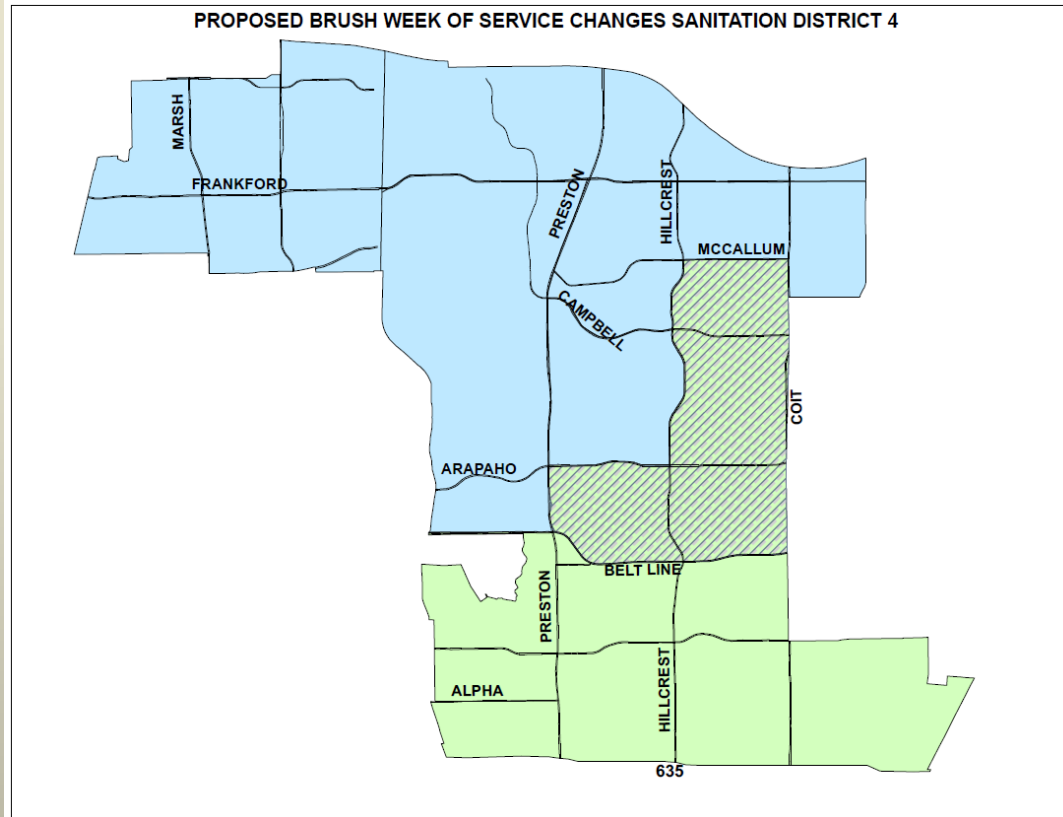 PROPOSED BRUSH WEEK OF SERVICE CHANGES SANITATION DISTRICT 4
MARSH
FRANKFORD
PRESTON
HILLCREST
MCCALLUM
CAMPBELL
COIT
ARAPAHO
BELT LINE
PRESTON
HILLCREST
ALPHA
635